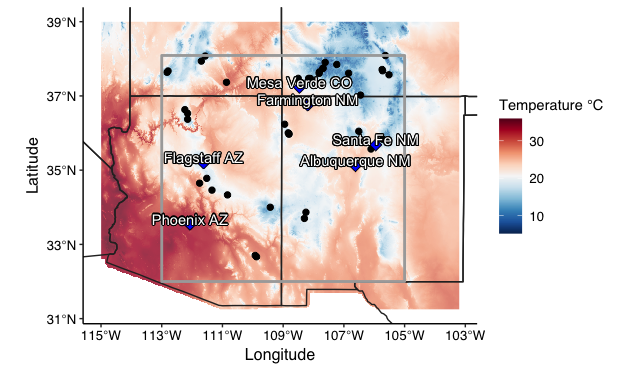 39°N
37°N
35°N
33°N
31°N
Latitude
Mesa Verde CO
Farmington NM
Santa Fe NM
Flagstaff AZ
Albuquerque NM
Phoenix AZ
115°W 113°W 111°W 109°W 107°W 105°W 103°W
Longitude
Temperature °C
30
20
10